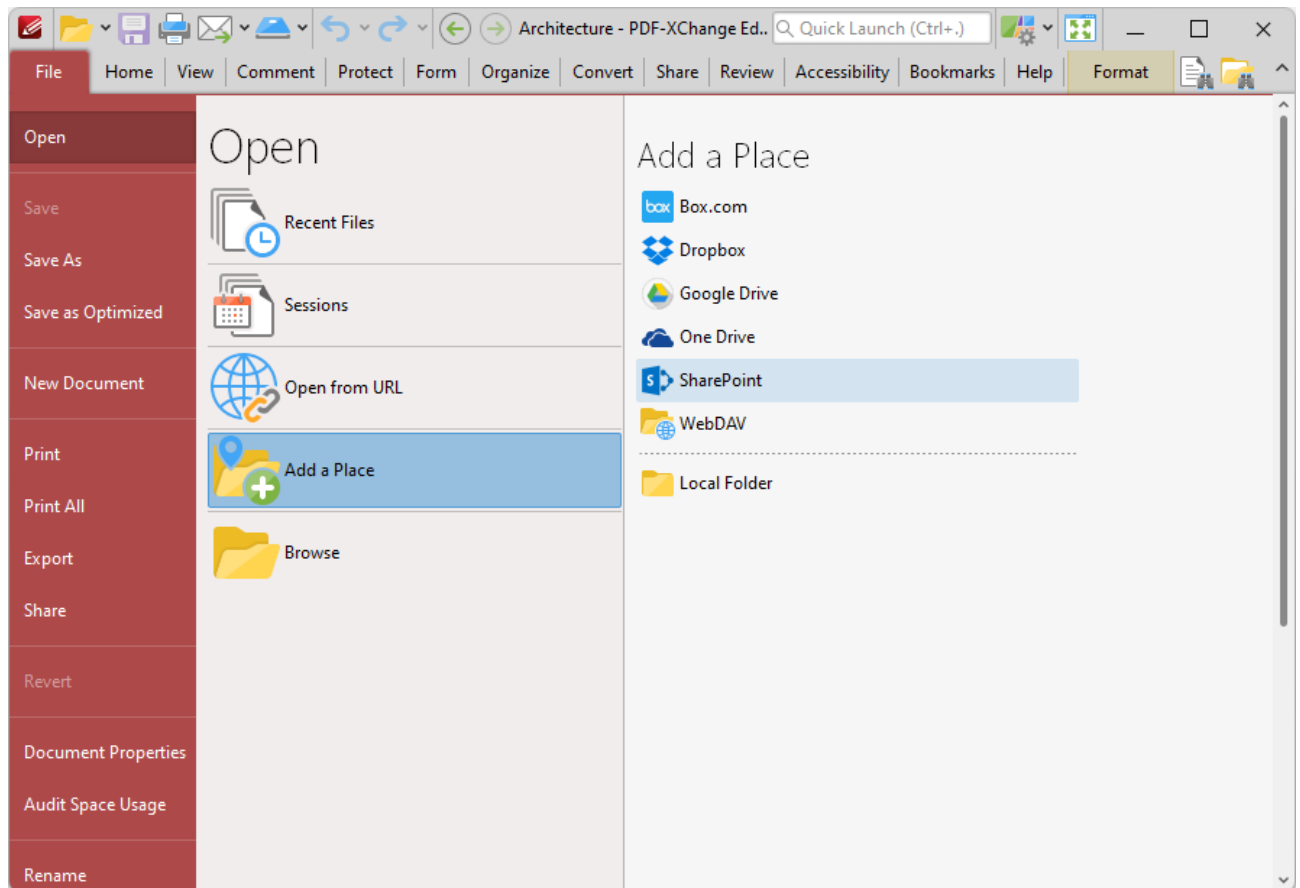 Architecture - PDF-XChange Ed..
Quick Launch (Ctrl+.)
File
Home
View
Comment
Protect
Form
Organize
Convert
Share
Review
Accessibility
Bookmarks
Help
Format
Open
Save
Save As
Save as Optimized
New Document
Print
Print All
Export
Share
Revert
Document Properties
Audit Space Usage
Rename
Open
Recent Files
Sessions
Open from URL
Add a Place
Browse
Add a Place
box
Box.com
Dropbox
Google Drive
One Drive
S
SharePoint
WebDAV
Local Folder